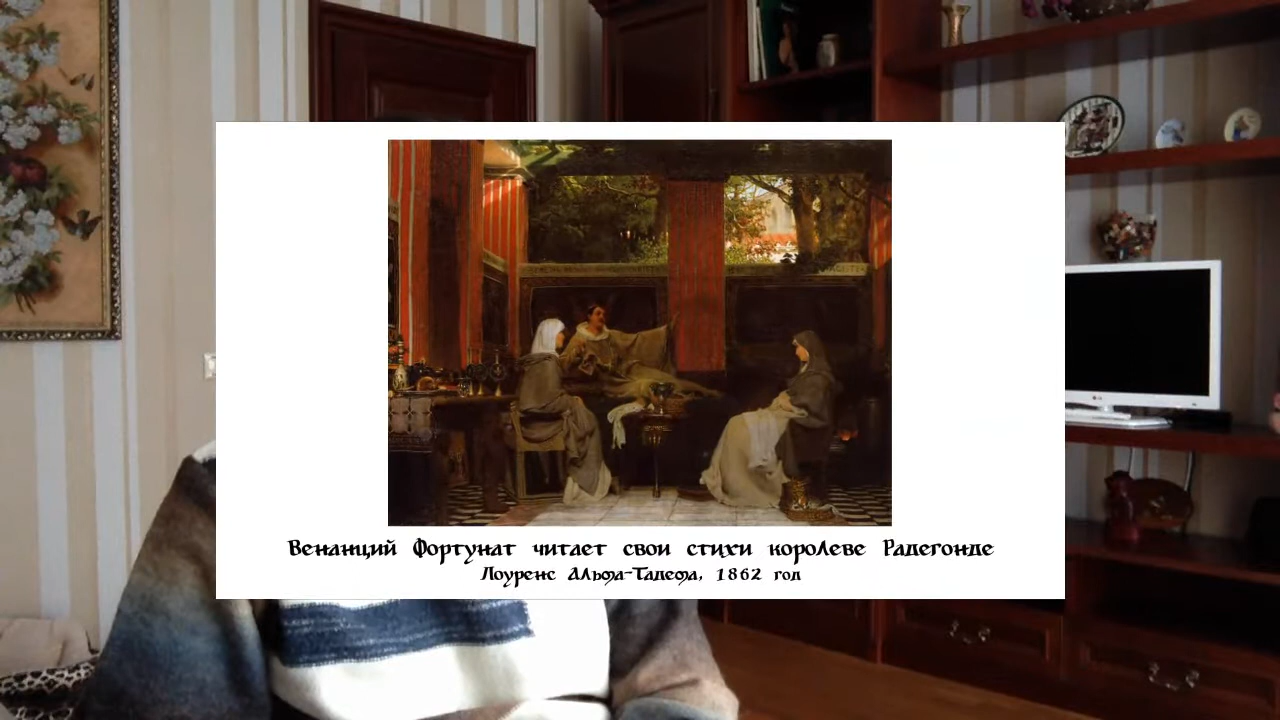 Венанций Фортунат читает свои стихи королеве Радегонде
Лоуренс Альма-Тадема, 1862 год